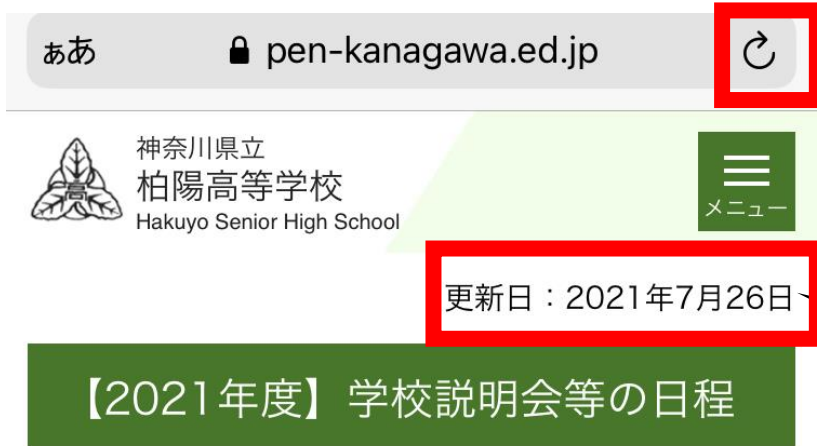 ぁあ pen-kanagawa.ed.jp
神奈川県立
柏陽高等学校
Hakuyo Senior High School
メニュー
更新日：2021年7月26日
【2021年度】学校説明会等の日程